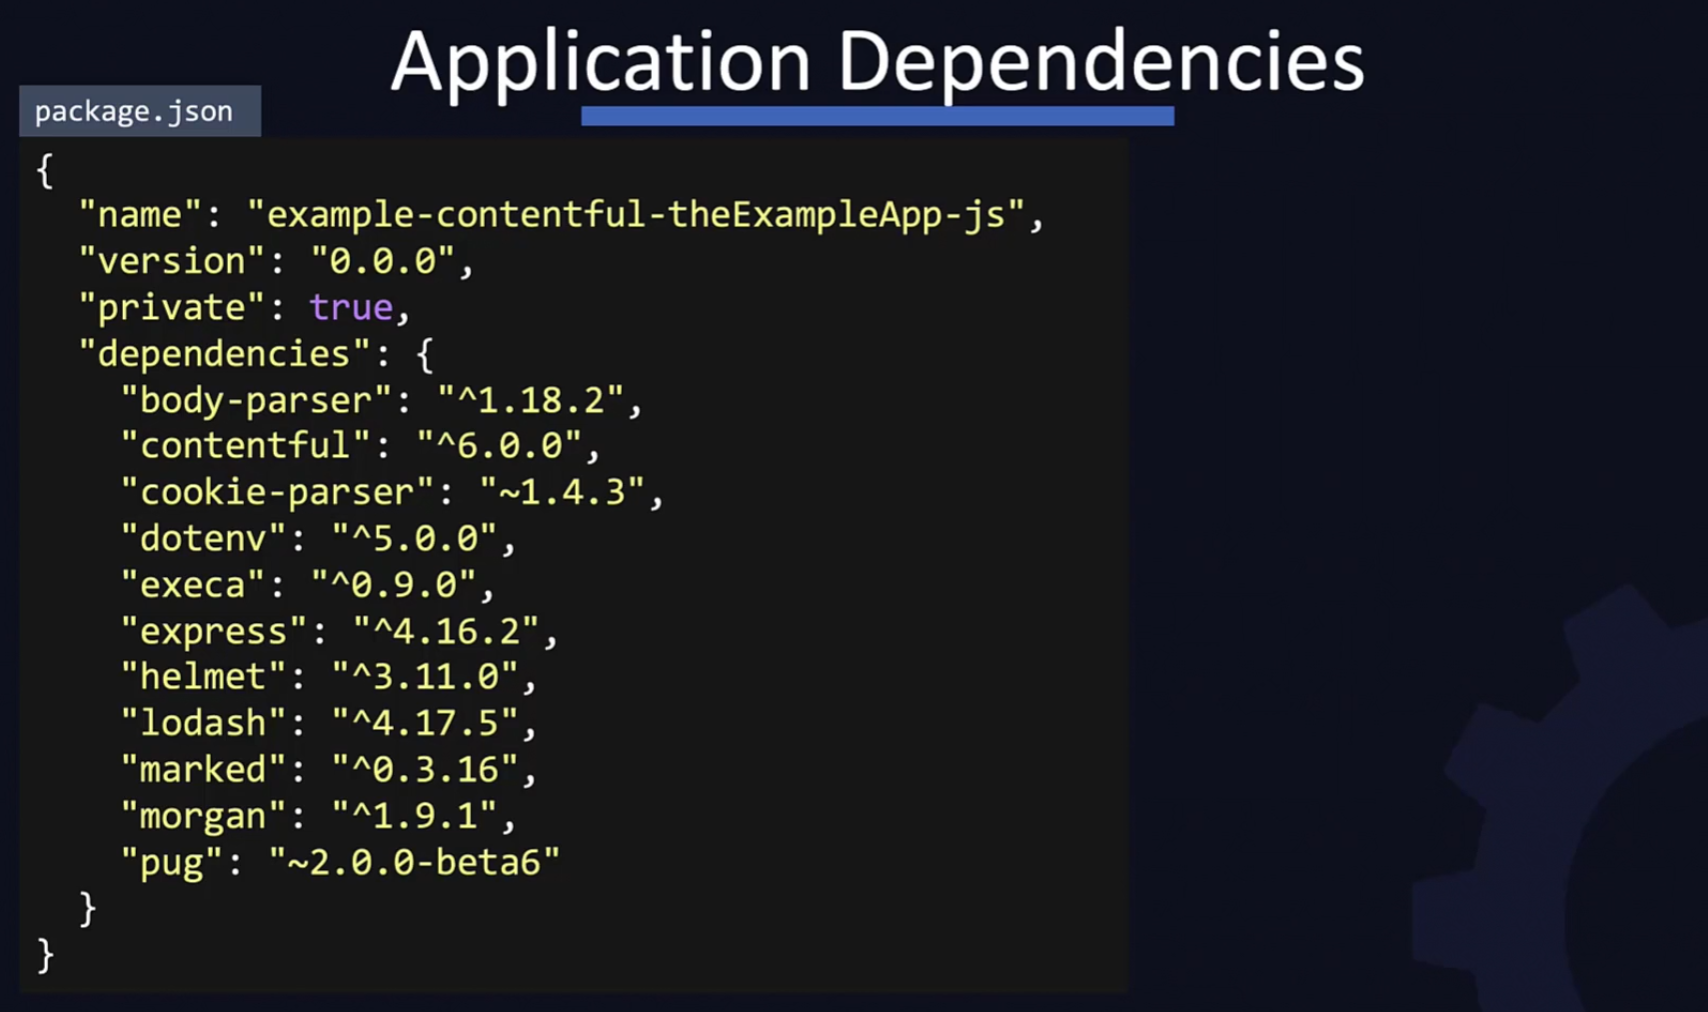 Application Dependencies
package.json
{
  "name": "example-contentful-theExampleApp-js",
  "version": "0.0.0",
  "private": true,
  "dependencies": {
    "body-parser": "^1.18.2",
    "contentful": "^6.0.0",
    "cookie-parser": "~1.4.3",
    "dotenv": "^5.0.0",
    "execa": "^0.9.0",
    "express": "^4.16.2",
    "helmet": "^3.11.0",
    "lodash": "^4.17.5",
    "marked": "^0.3.16",
    "morgan": "^1.9.1",
    "pug": "~2.0.0-beta6"
  }
}